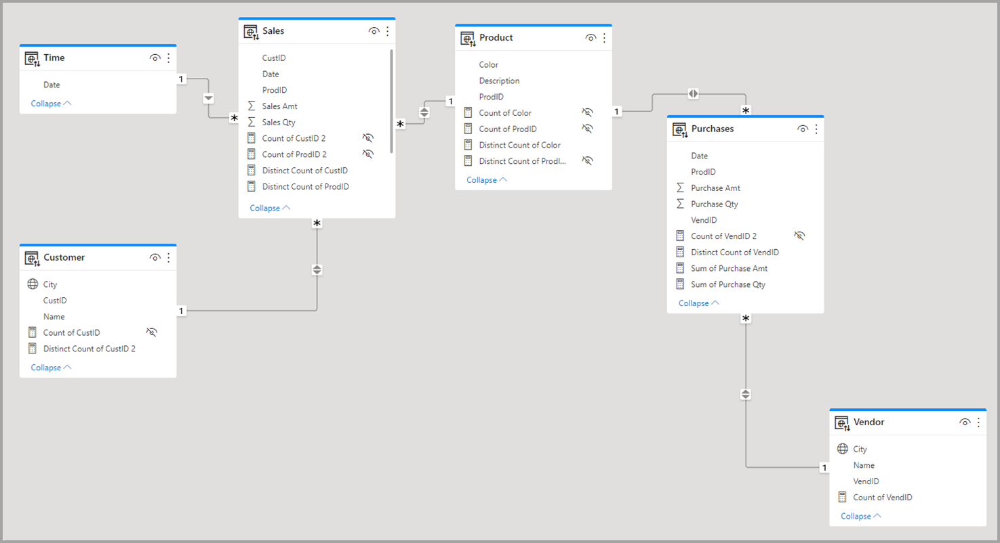 Time
Date
Collapse
1
*
Sales
CustID
Date
ProdID
Sales Amt
Sales Qty
Count of CustID 2
Count of ProdID 2
Distinct Count of CustID
Distinct Count of ProdID
Collapse
*
*
1
Product
Color
Description
ProdID
Count of Color
Count of ProdID
Distinct Count of Color
Distinct Count of ProdI...
Collapse
1
*
Purchases
Date
ProdID
Purchase Amt
Purchase Qty
VendID
Count of VendID 2
Distinct Count of VendID
Sum of Purchase Amt
Sum of Purchase Qty
Collapse
*
Customer
City
CustID
Name
Count of CustID
Distinct Count of CustID 2
Collapse
1
1
Vendor
City
Name
VendID
Count of VendID
Collapse